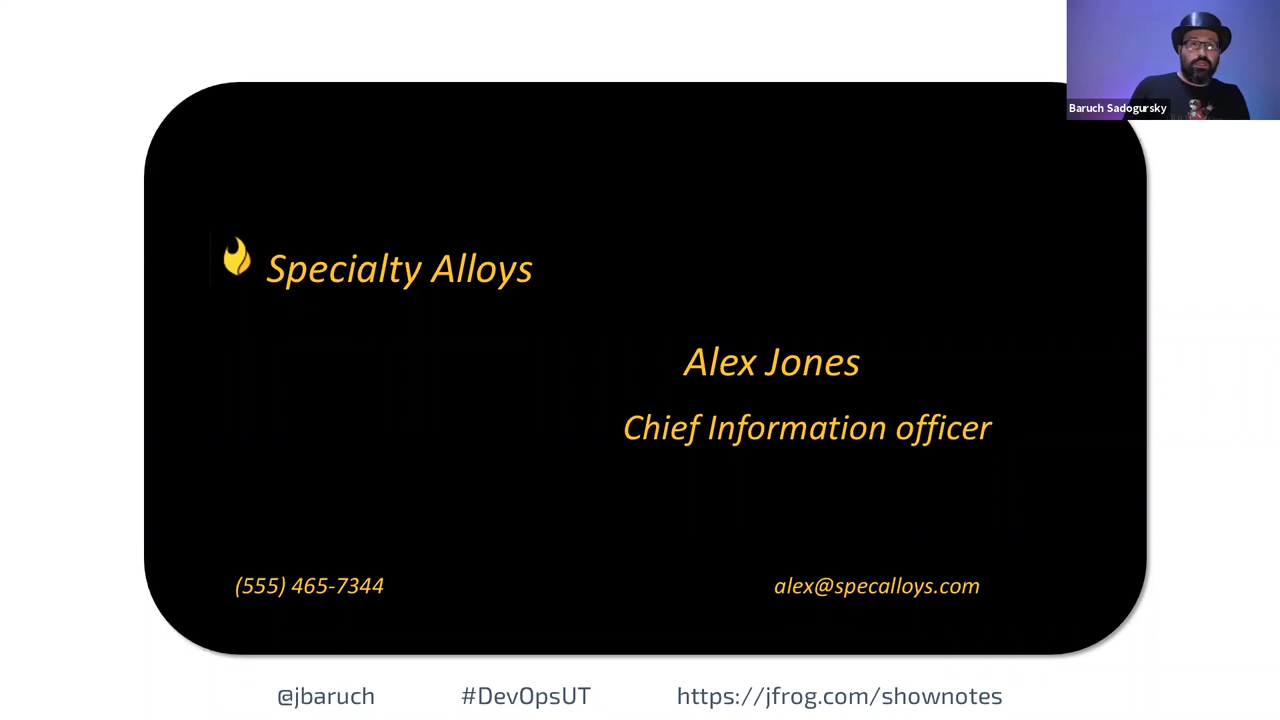 Baruch Sadogursky
Specialty Alloys
Alex Jones
Chief Information officer
(555) 465-7344
alex@specalloys.com
@jbaruch
#DevOpsUT
https://jfrog.com/shownotes